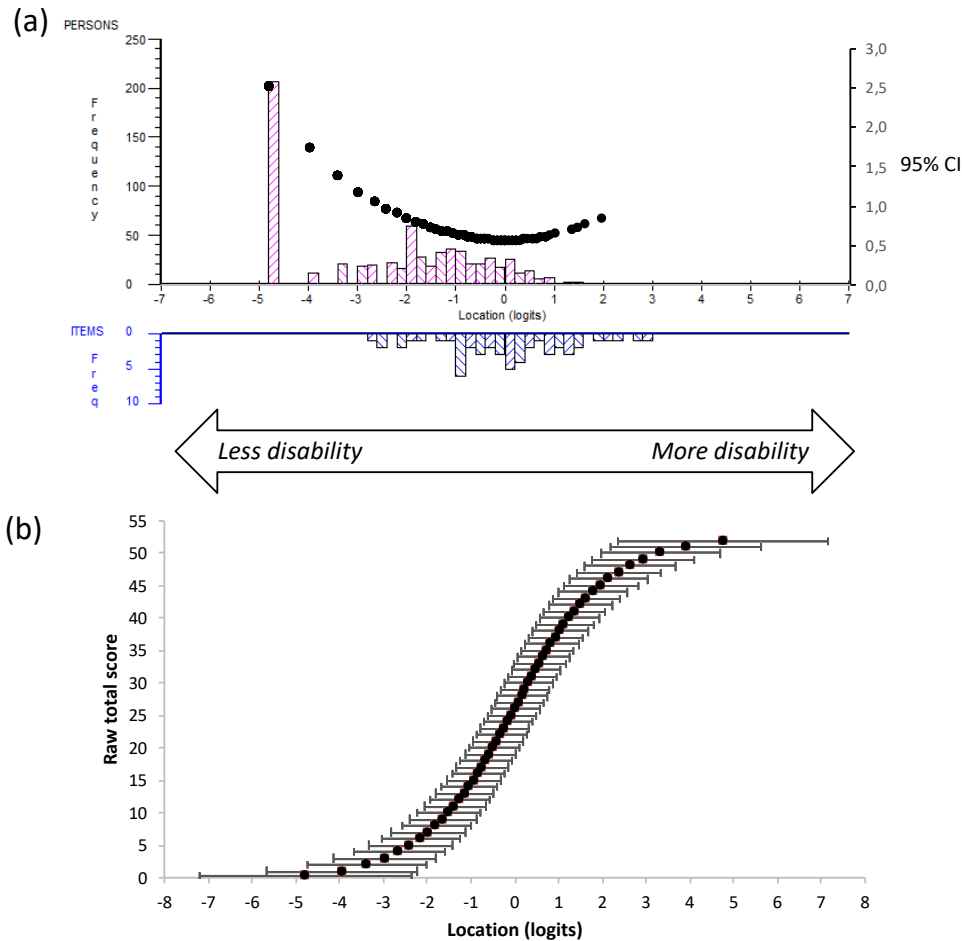 (a) PERSONS
250
200
150
100
50
0
Frequency
3,0
2,5
2,0
1,5
1,0
0,5
0,0
95% CI
-7 -6 -5 -4 -3 -2 -1 0 1 2 3 4 5 6 7
Location (logits)
ITEMS 0
5
10
Freq
Less disability More disability
(b)
55
50
45
40
35
30
25
20
15
10
5
0
Raw total score
-8 -7 -6 -5 -4 -3 -2 -1 0 1 2 3 4 5 6 7 8
Location (logits)